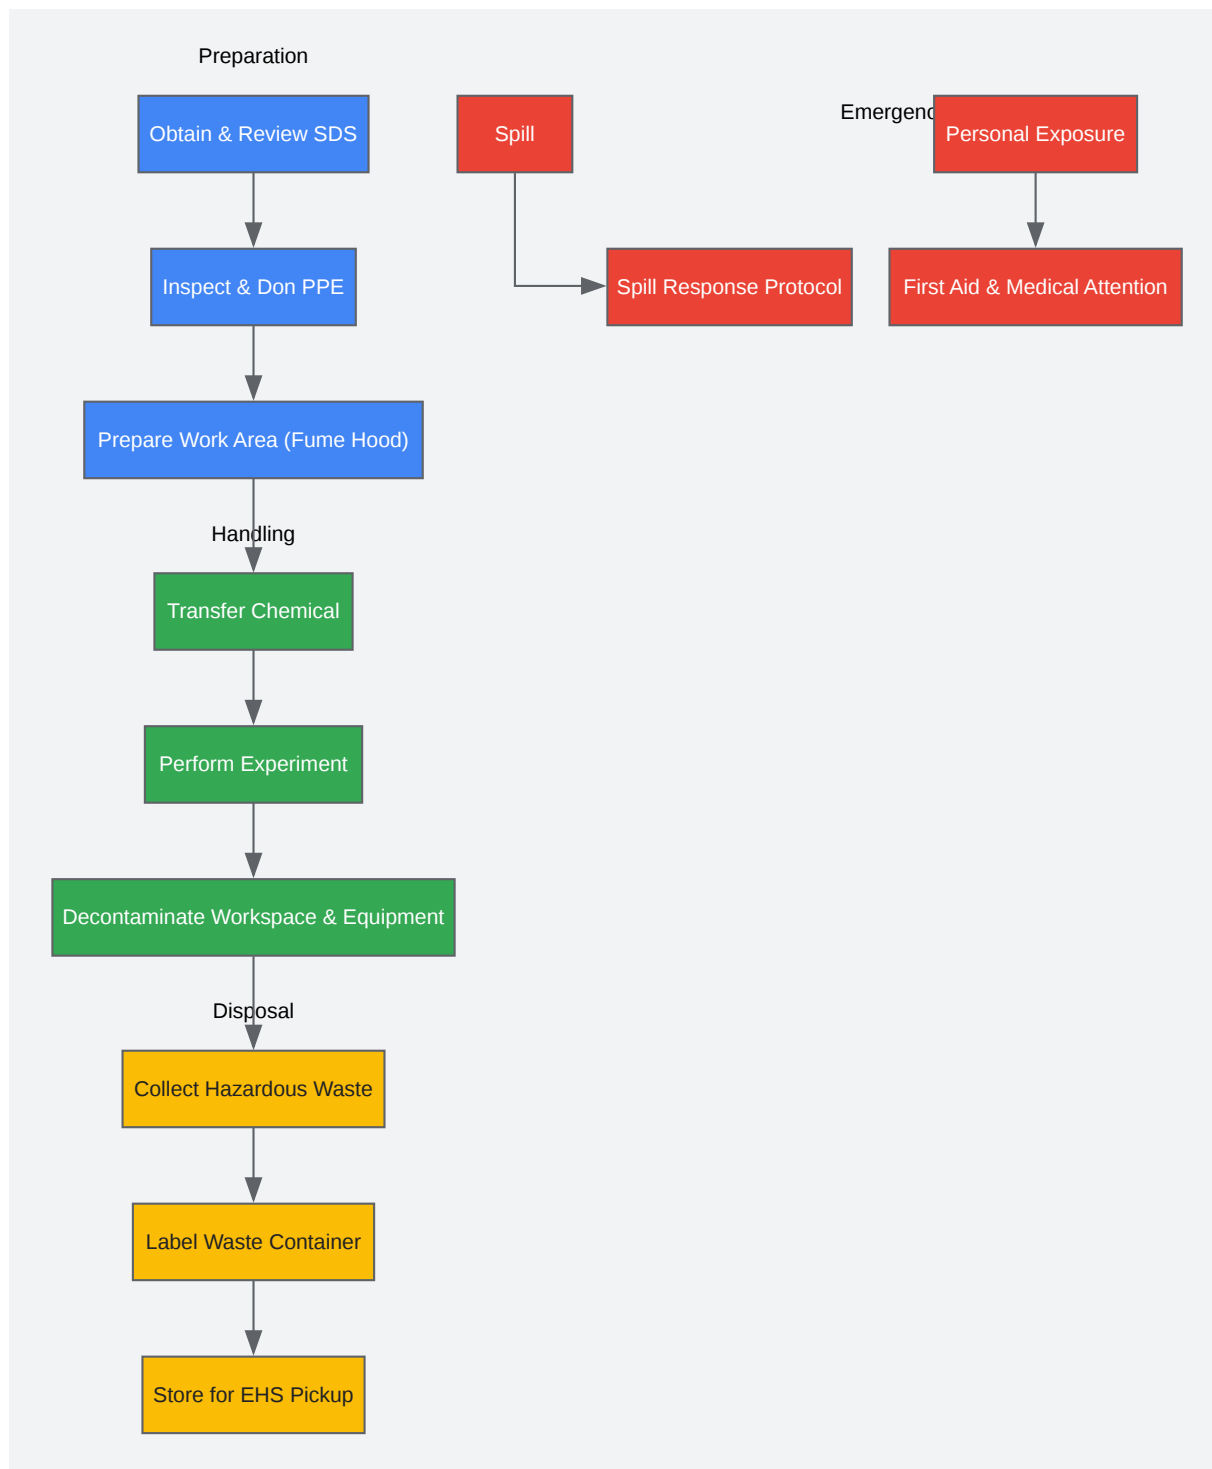 Preparation
Obtain & Review SDS
Inspect & Don PPE
Prepare Work Area (Fume Hood)
Handling
Transfer Chemical
Perform Experiment
Decontaminate Workspace & Equipment
Disposal
Collect Hazardous Waste
Label Waste Container
Store for EHS Pickup
Spill
Spill Response Protocol
Personal Exposure
First Aid & Medical Attention